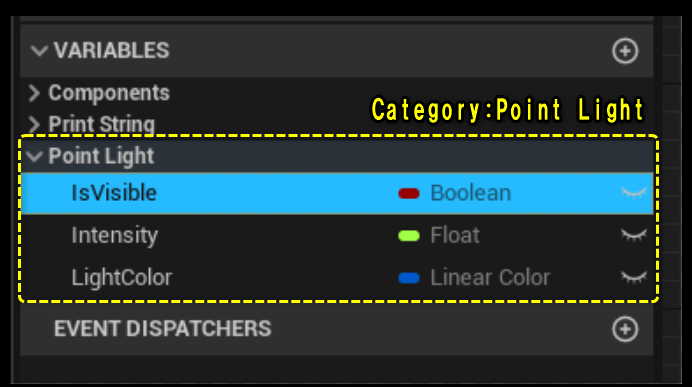 VARIABLES
Components
Category:Point Light
Print String
Point Light
IsVisible Boolean
Intensity Float
LightColor Linear Color
EVENT DISPATCHERS